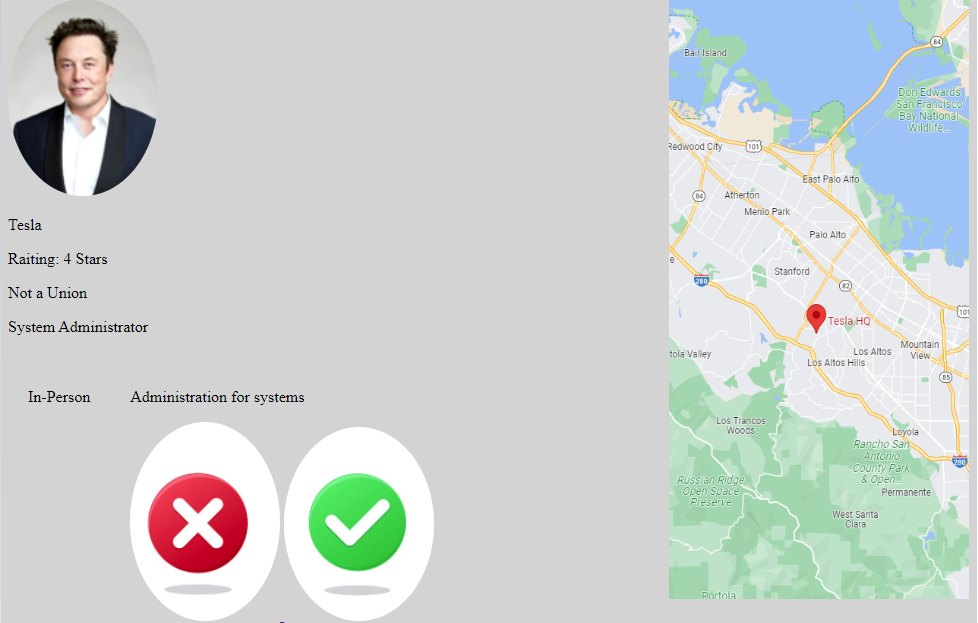 Tesla
Raiting: 4 Stars
Not a Union
System Administrator
In-Person
Administration for systems
Bair Island
84
Don Edwards
San Francisco
Bay National
Wildlife...
Redwood City
101
East Palo Alto
84
Atherton
Menlo Park
Palo Alto
e
Stanford
280
82
101
Tesla HQ
tola Valley
Los Altos
Mountain
View
Los Altos Hills
85
Los Trancos
Woods
Loyola
Rancho San
Antonio
County Park
& Open...
280
Russian Ridge
Open Space
Preserve
Permanente
West Santa
Clara
Portola